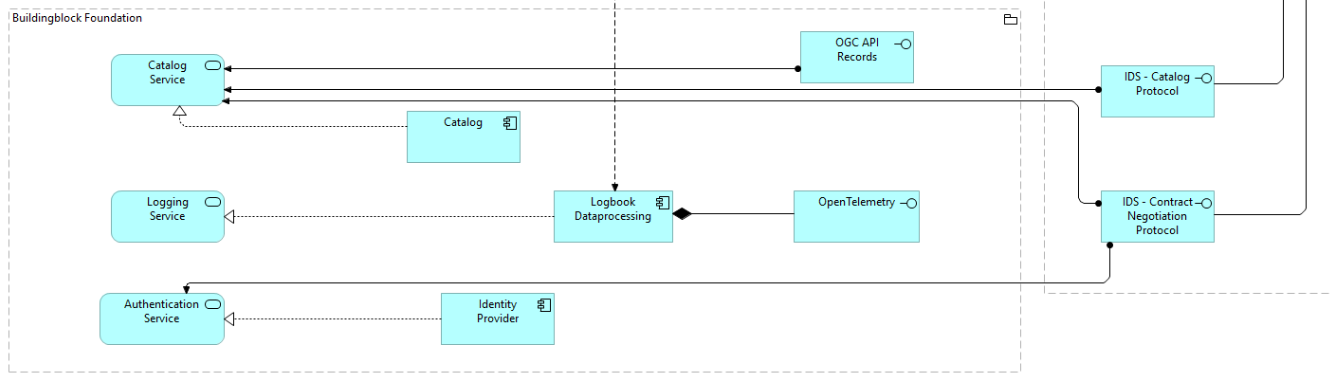 Buildingblock Foundation
Catalog
Service
OGC API
Records
IDS - Catalog
Protocol
Catalog
Logging
Service
Logbook
Dataprocessing
OpenTelemetry
IDS - Contract
Negotiation
Protocol
Authentication
Service
Identity
Provider